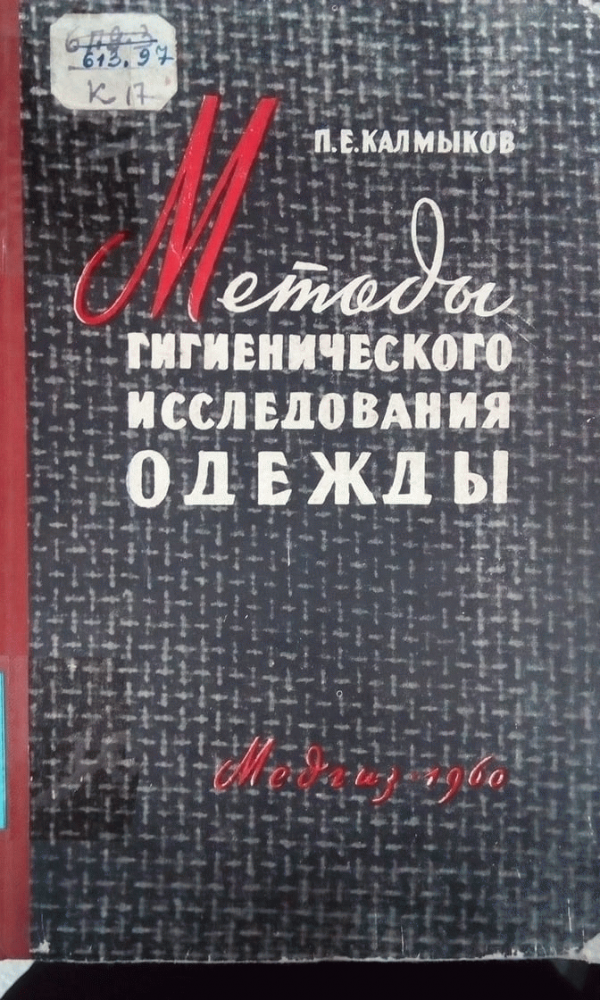 613.97
К 17
П.Е.КАЛМЫКОВ
Методы
ГИГИЕНИЧЕСКОГО
ИССЛЕДОВАНИЯ
ОДЕЖДЫ
Медгиз·1960